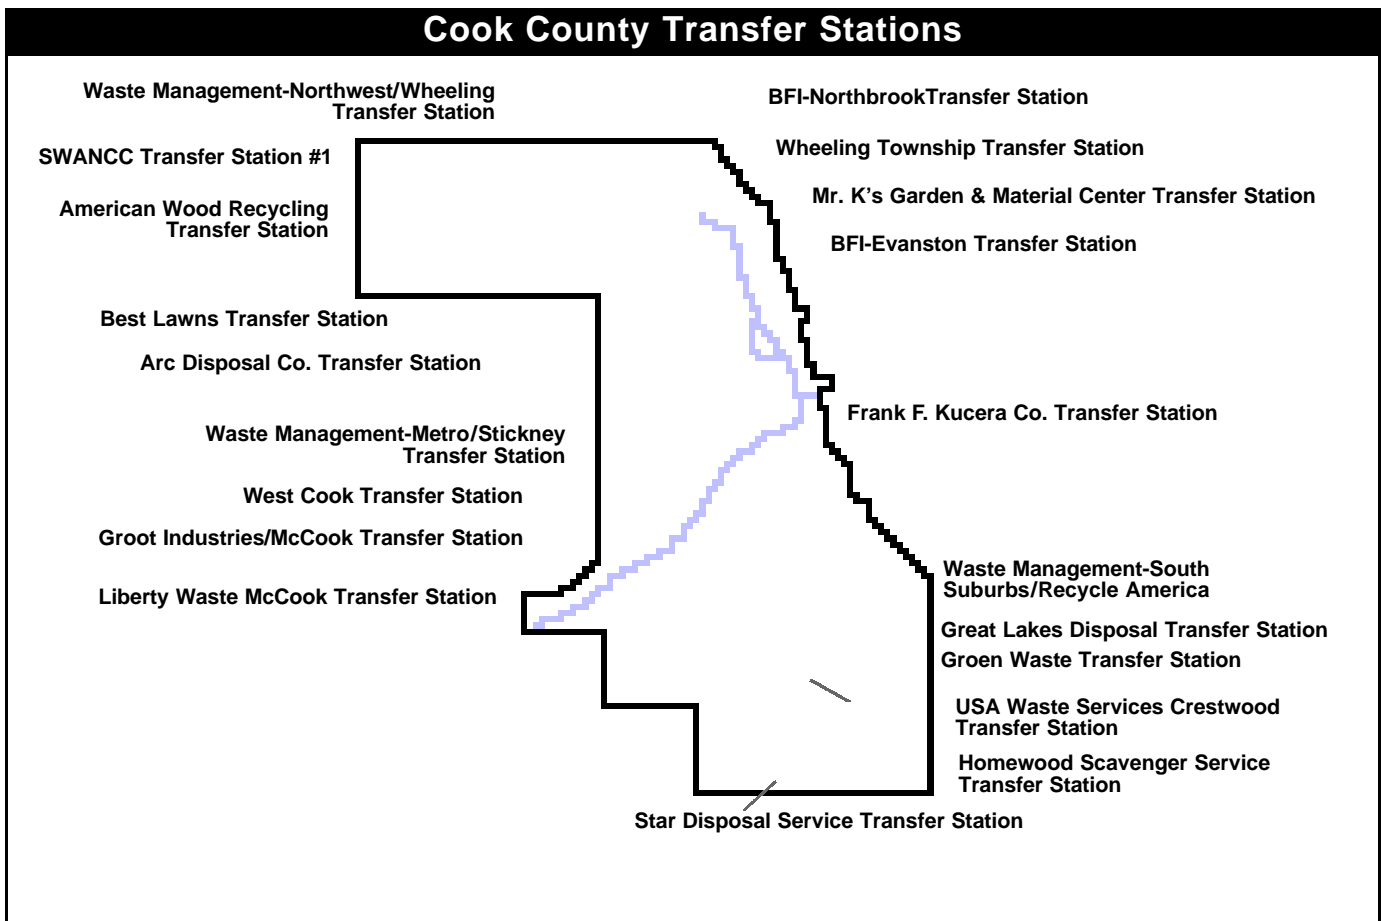 Cook County Transfer Stations
Waste Management-Northwest/Wheeling
Transfer Station
BFI-NorthbrookTransfer Station
SWANCC Transfer Station #1
Wheeling Township Transfer Station
American Wood Recycling
Transfer Station
Mr. K's Garden & Material Center Transfer Station
BFI-Evanston Transfer Station
Best Lawns Transfer Station
Arc Disposal Co. Transfer Station
Frank F. Kucera Co. Transfer Station
Waste Management-Metro/Stickney
Transfer Station
West Cook Transfer Station
Groot Industries/McCook Transfer Station
Liberty Waste McCook Transfer Station
Waste Management-South
Suburbs/Recycle America
Great Lakes Disposal Transfer Station
Groen Waste Transfer Station
USA Waste Services Crestwood
Transfer Station
Homewood Scavenger Service
Transfer Station
Star Disposal Service Transfer Station